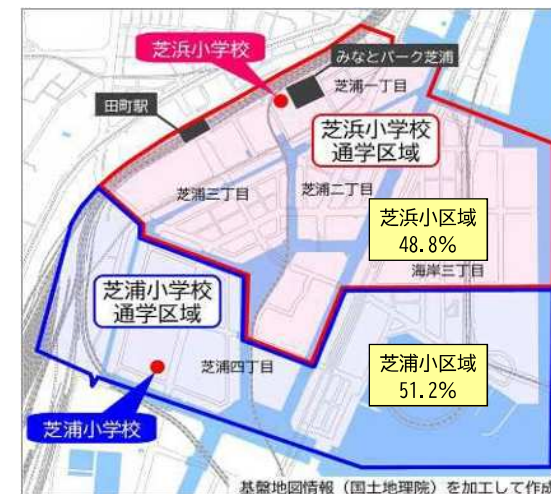 芝浜小学校
みなとパーク芝浦
芝浦一丁目
田町駅
芝浜小学校
通学区域
芝浦三丁目
芝浦二丁目
芝浜小区域
48.8%
海岸三丁目
芝浦小学校
通学区域
芝浦四丁目
芝浦小区域
51.2%
芝浦小学校
基盤地図情報（国土地理院）を加工して作成